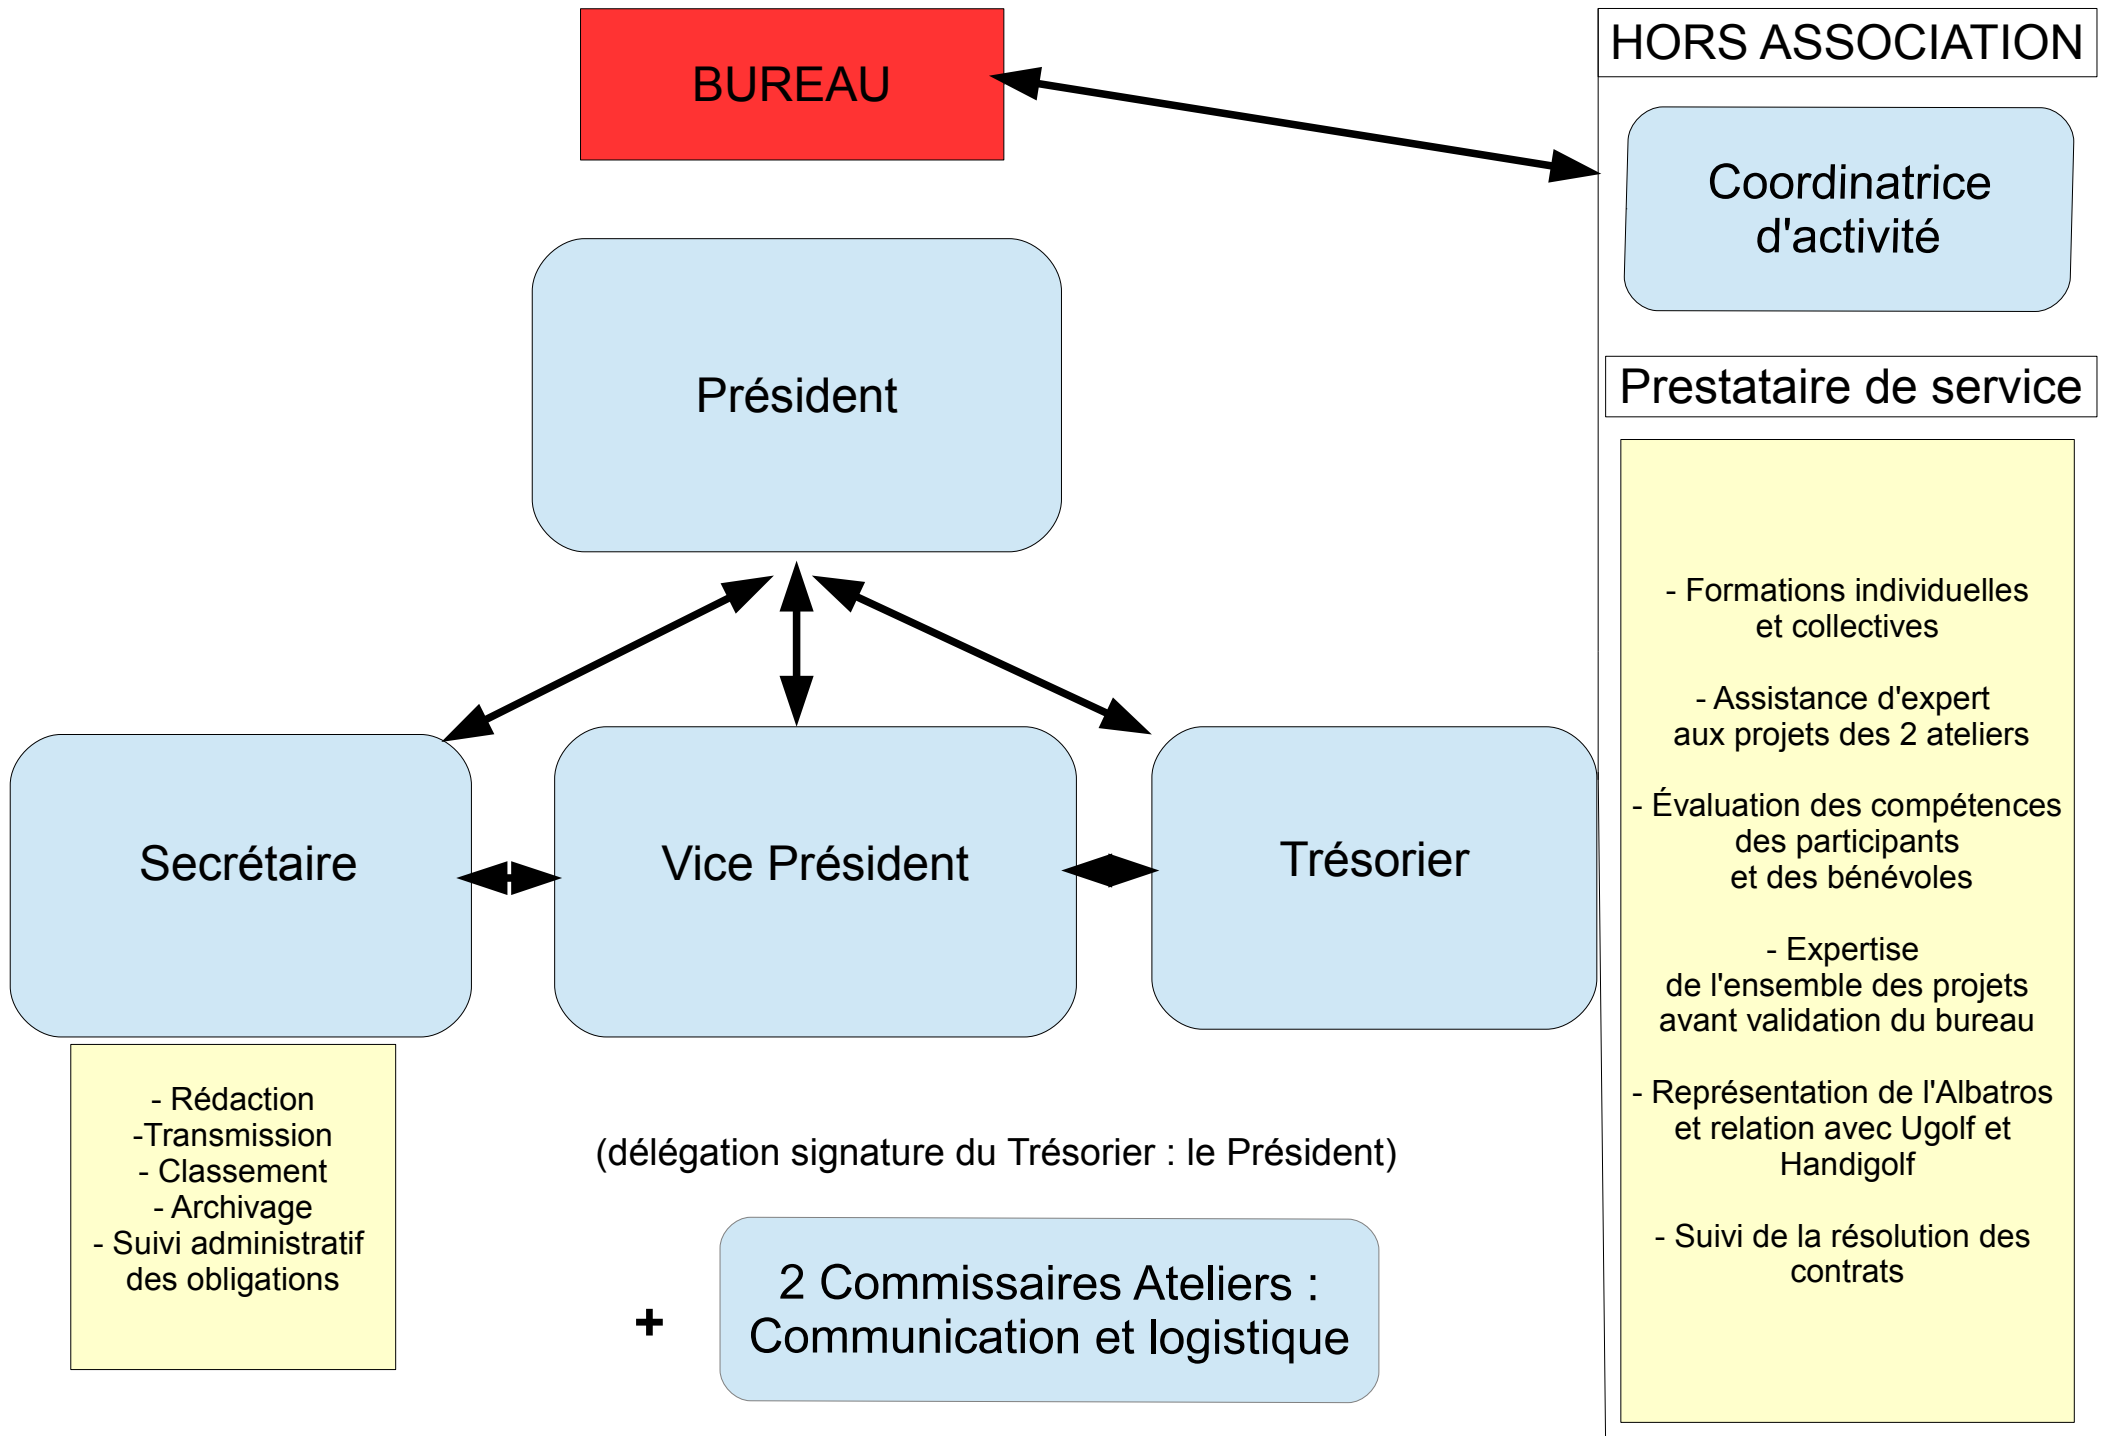 BUREAU
HORS ASSOCIATION
Coordinatrice
d'activité
Président
Prestataire de service
- Formations individuelles
et collectives
- Assistance d'expert
aux projets des 2 ateliers
- Évaluation des compétences
des participants
et des bénévoles
- Expertise
de l'ensemble des projets
avant validation du bureau
- Représentation de l'Albatros
et relation avec Ugolf et
Handigolf
- Suivi de la résolution des
contrats
Secrétaire
Vice Président
Trésorier
- Rédaction
-Transmission
- Classement
- Archivage
- Suivi administratif
des obligations
(délégation signature du Trésorier : le Président)
+
2 Commissaires Ateliers :
Communication et logistique